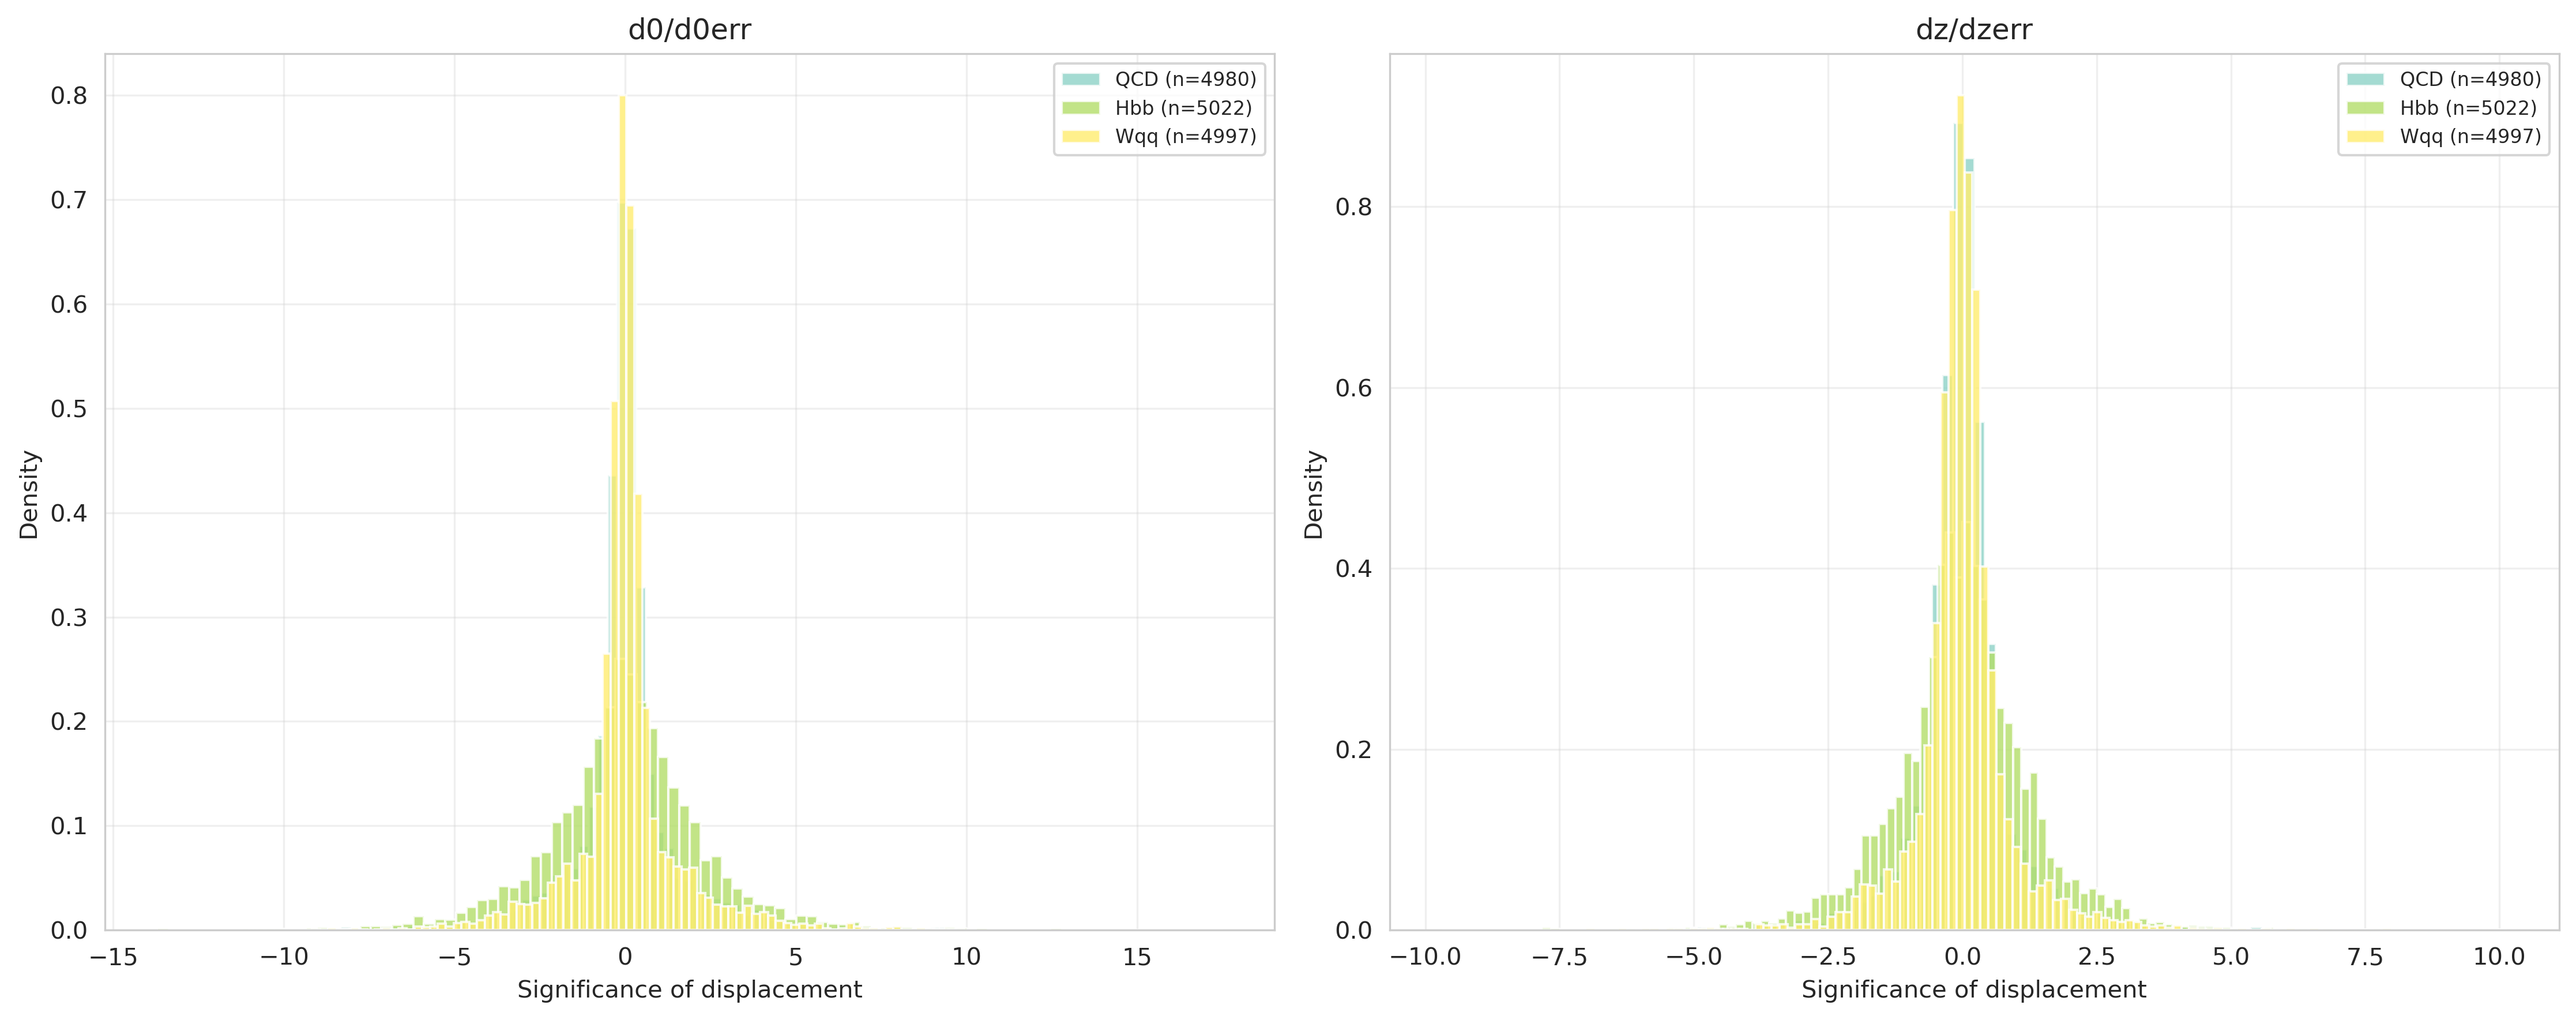 d0/d0err
QCD (n=4980)
Hbb (n=5022)
Wqq (n=4997)
Density
0.8
0.7
0.6
0.5
0.4
0.3
0.2
0.1
0.0
−15 −10 −5 0 5 10 15
Significance of displacement
dz/dzerr
QCD (n=4980)
Hbb (n=5022)
Wqq (n=4997)
Density
0.8
0.6
0.4
0.2
0.0
−10.0 −7.5 −5.0 −2.5 0.0 2.5 5.0 7.5 10.0
Significance of displacement